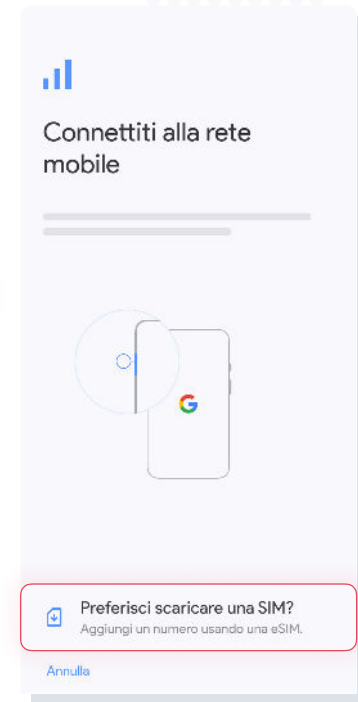 Connettiti alla rete
mobile
G
Preferisci scaricare una SIM?
Aggiungi un numero usando una eSIM.
Annulla